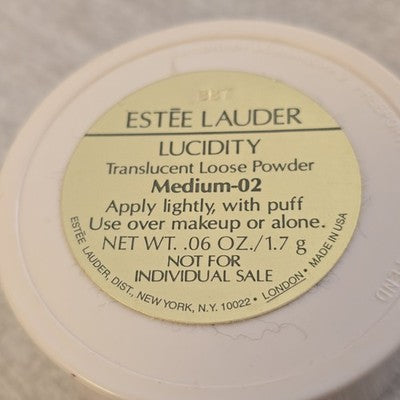 ESTĒE LAUDER
LUCIDITY
Translucent Loose Powder
Medium-02
Apply lightly, with puff
Use over makeup or alone.
NET WT. .06 OZ./1.7 g
NOT FOR
INDIVIDUAL SALE
ESTĒE LAUDER, DIST., NEW YORK, N.Y. 10022 • LONDON • MADE IN USA